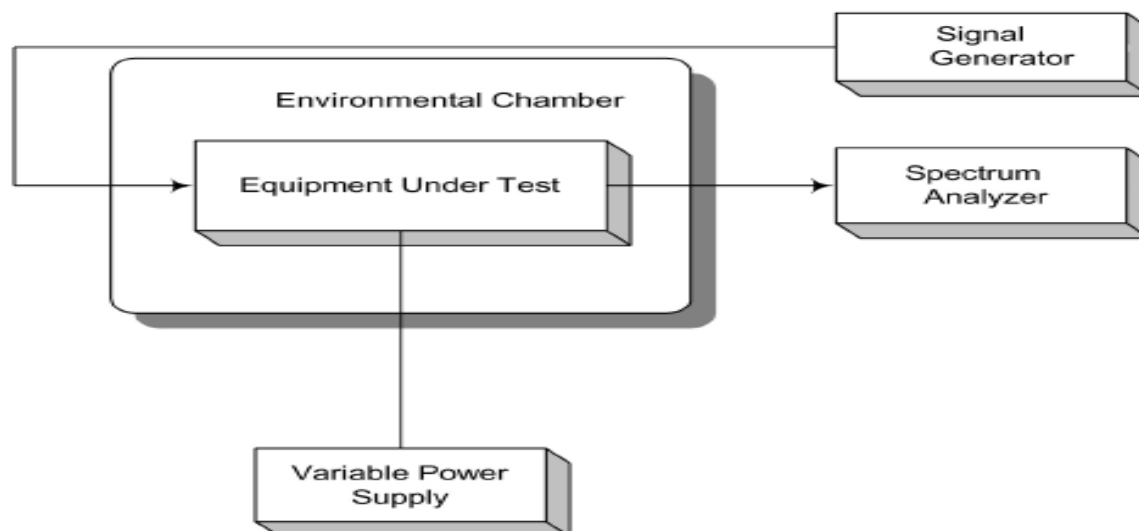 Signal
Generator
Environmental Chamber
Equipment Under Test
Spectrum
Analyzer
Variable Power
Supply